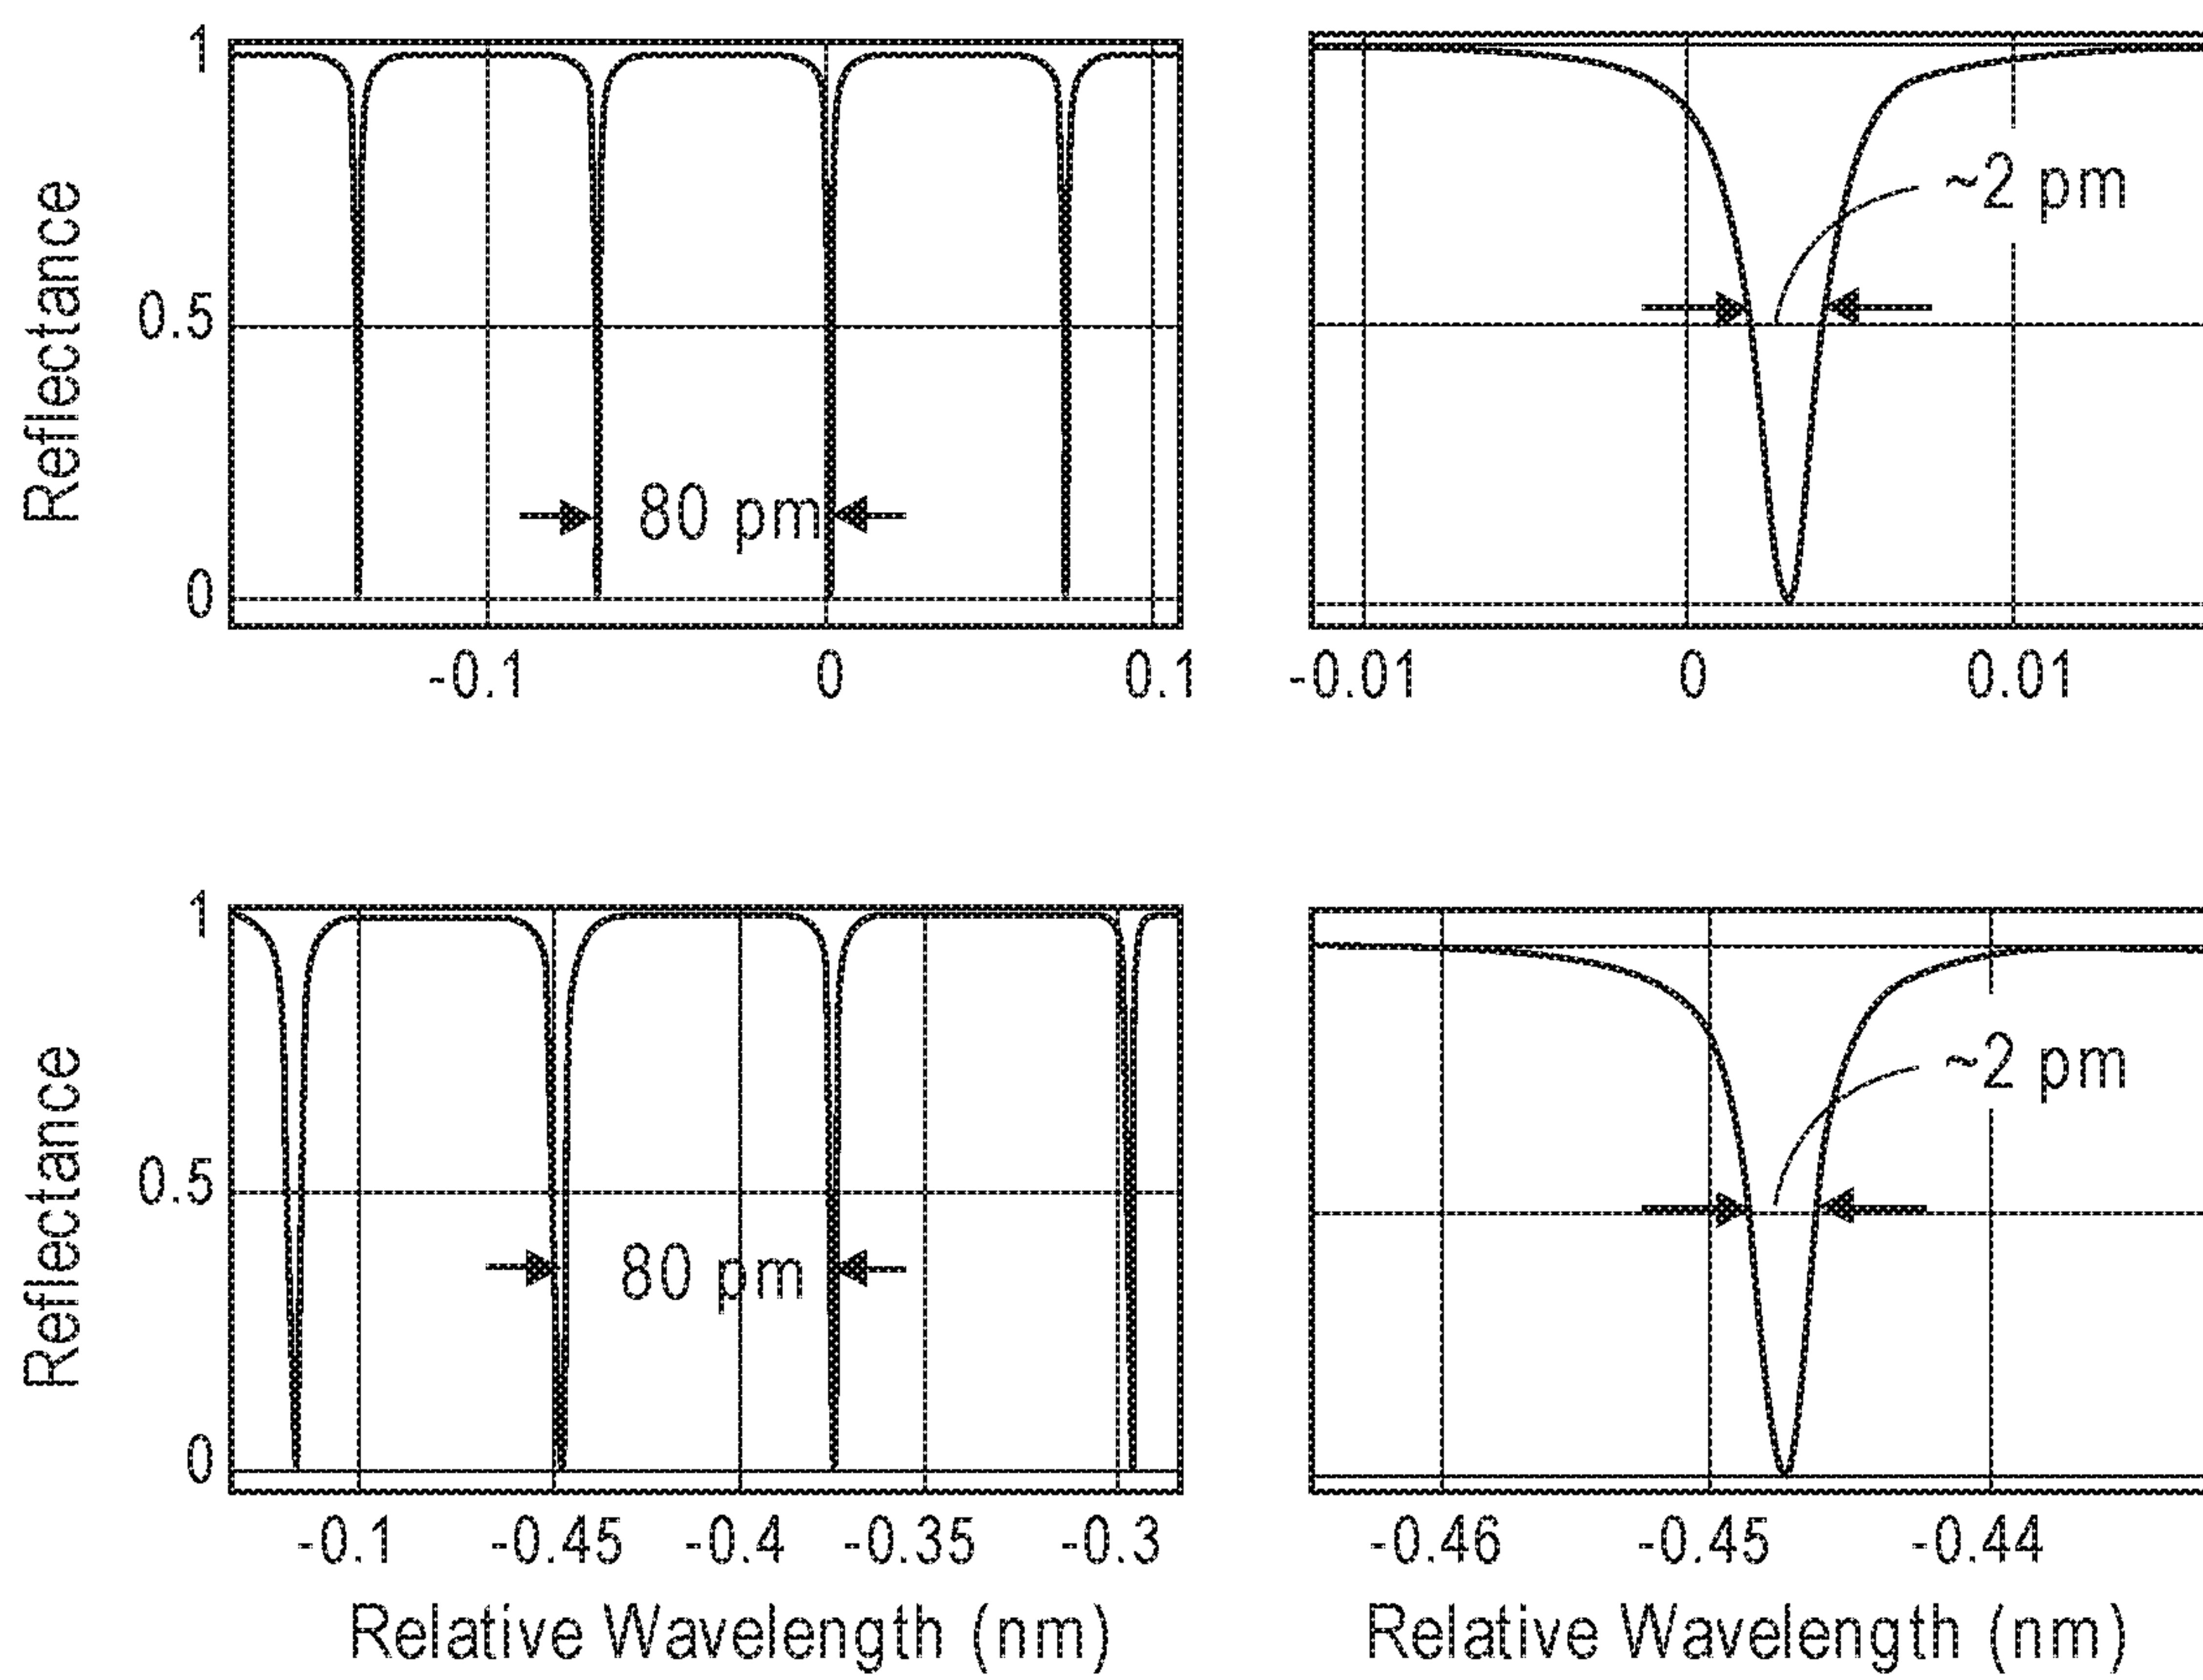 Reflectance
1
0.5
0
80 pm
-0.1 0 0.1
~2 pm
-0.01 0 0.01
Reflectance
1
0.5
0
80 pm
-0.1 -0.45 -0.4 -0.35 -0.3
Relative Wavelength (nm)
~2 pm
-0.46 -0.45 -0.44
Relative Wavelength (nm)